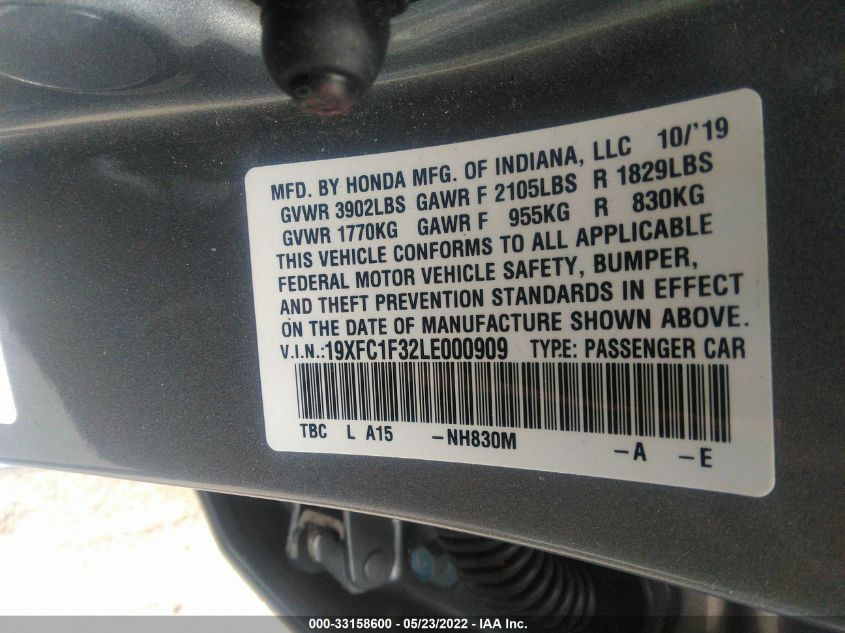 MFD. BY HONDA MFG. OF INDIANA, LLC 10/'19
GVWR 3902LBS GAWR F 2105LBS R 1829LBS
GVWR 1770KG GAWR F 955KG R 830KG
THIS VEHICLE CONFORMS TO ALL APPLICABLE
FEDERAL MOTOR VEHICLE SAFETY, BUMPER,
AND THEFT PREVENTION STANDARDS IN EFFECT
ON THE DATE OF MANUFACTURE SHOWN ABOVE.
V.I.N.:19XFC1F32LE000909 TYPE: PASSENGER CAR
TBC L A15 -NH830M -A -E
000-33158600 / 05/23/2022 - IAA Inc.